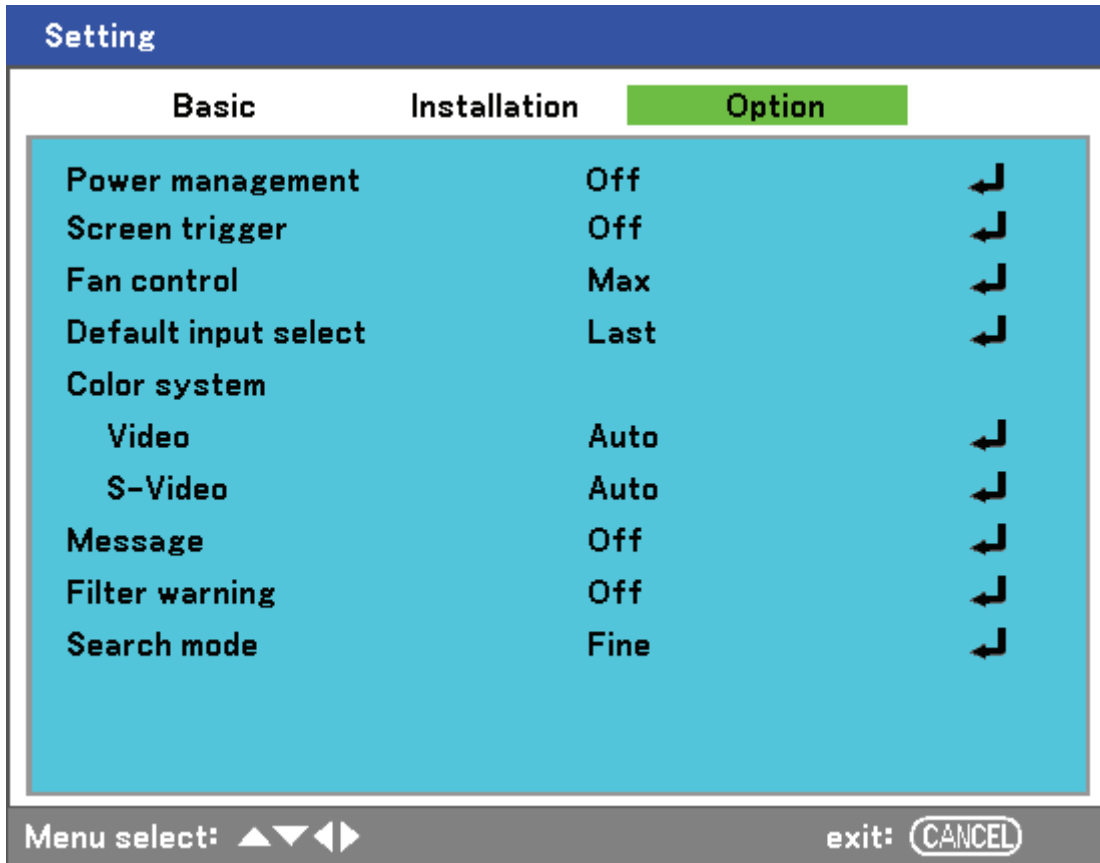 Setting
Basic Installation Option
Power management Off
Screen trigger Off
Fan control Max
Default input select Last
Color system
Video Auto
S-Video Auto
Message Off
Filter warning Off
Search mode Fine
Menu select: ▲▼◀▶ exit: CANCEL